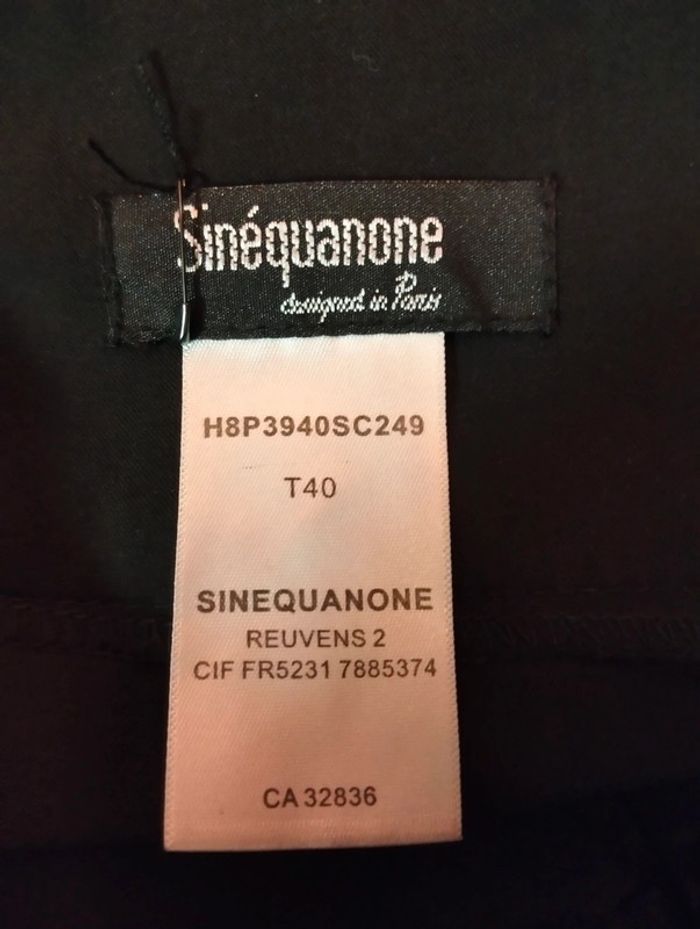 Sinéquanone
designed in Paris
H8P3940SC249
T40
SINEQUANONE
REUVENS 2
CIF FR5231 7885374
CA 32836